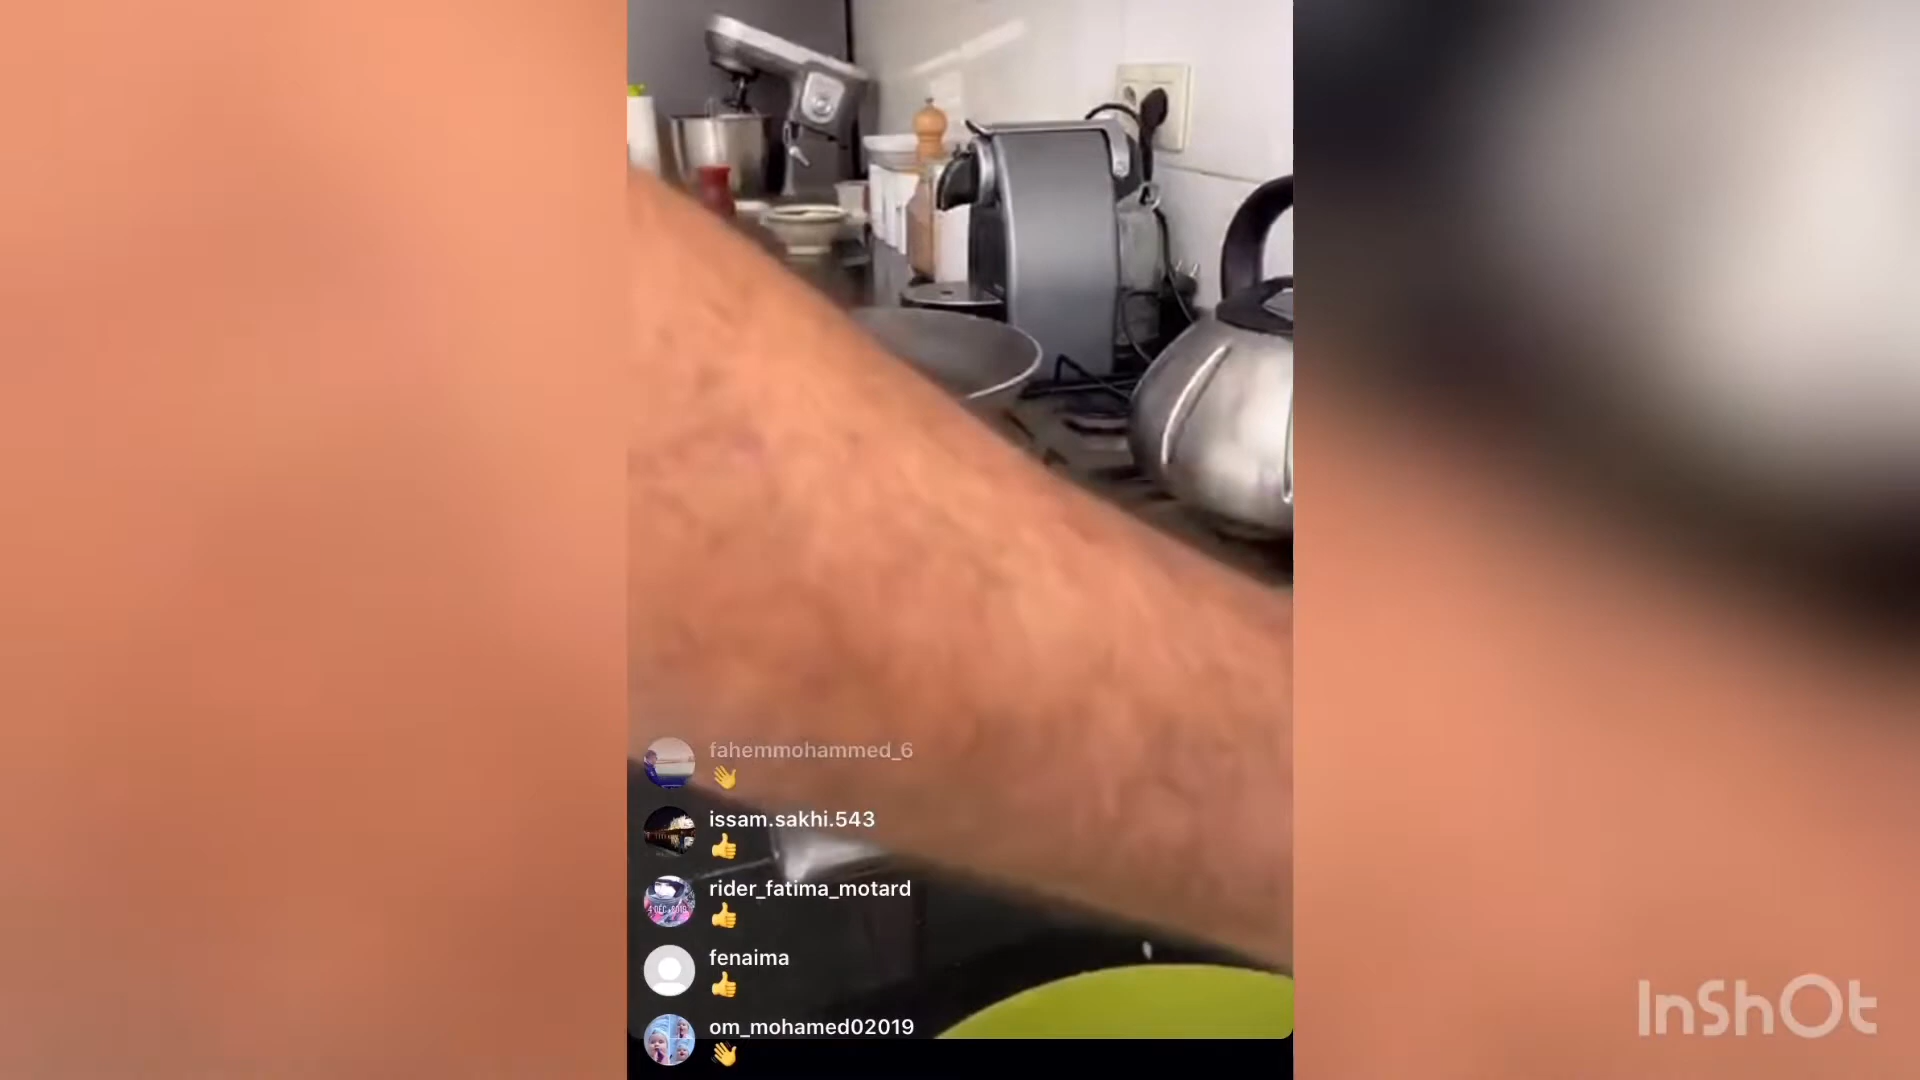 fahemmohammed_6
👋
issam.sakhi.543
👍
rider_fatima_motard
👍
fenaima
👍
om_mohamed02019
👋
InShOt